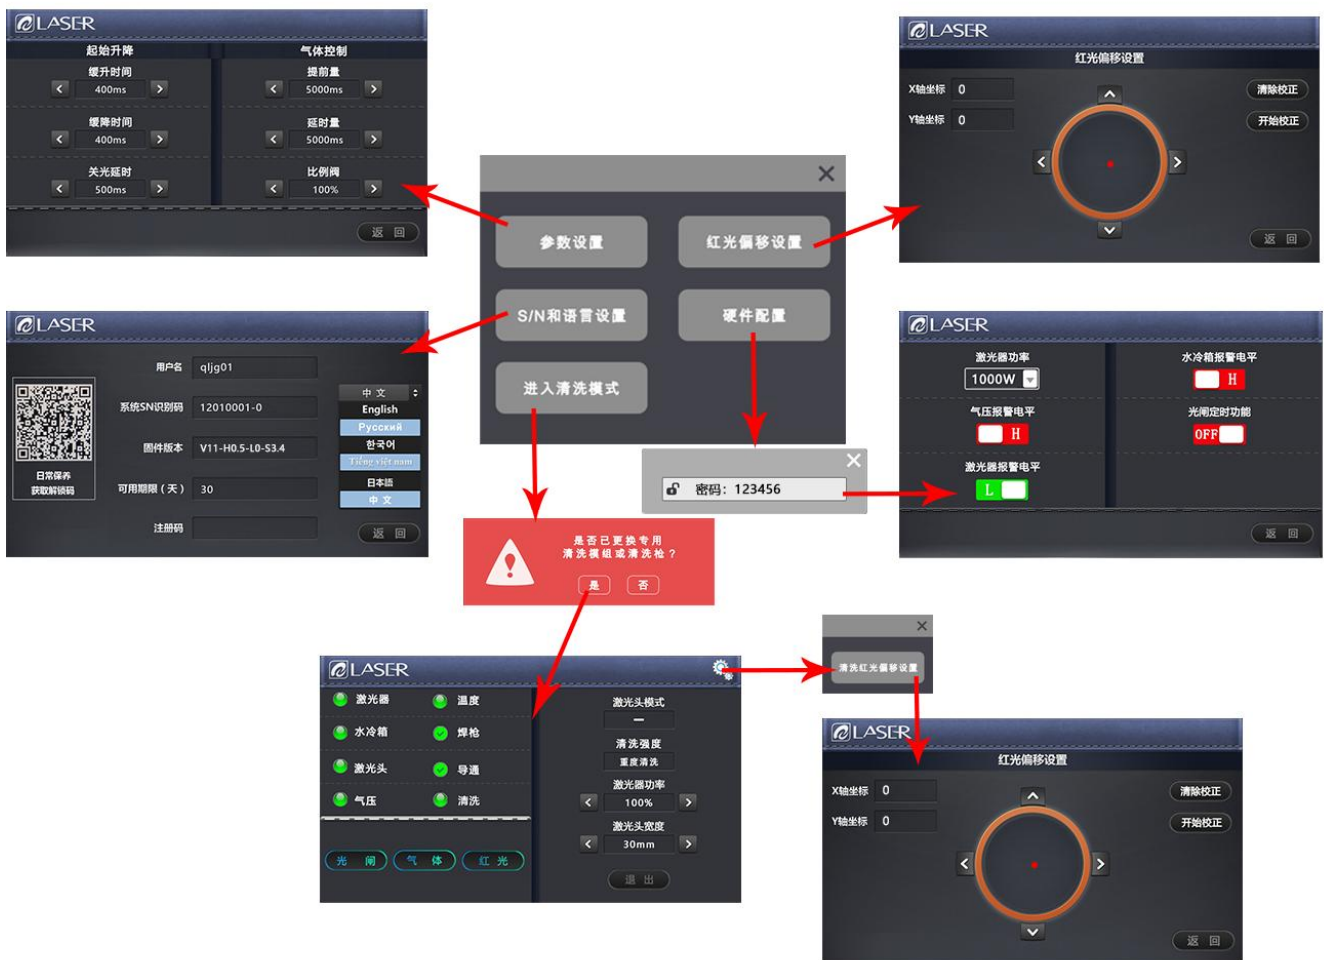 LASER
起始升降
气体控制
缓升时间
400ms
提前量
5000ms
缓降时间
400ms
延时量
5000ms
关光延时
500ms
比例阀
100%
返 回
LASER
红光偏移设置
X轴坐标 0
Y轴坐标 0
清除校正
开始校正
返 回
参数设置
红光偏移设置
S/N和语言设置
硬件配置
进入清洗模式
LASER
用户名 qljg01
系统SN识别码 12010001-0
固件版本 V11-H0.5-L0-S3.4
可用期限（天） 30
注册码
日常保养
获取解锁码
中 文
English
Русский
한국어
Tiếng việt nam
日本語
中 文
返 回
密码：123456
LASER
激光器功率
1000W
水冷箱报警电平
H
气压报警电平
H
光闸定时功能
OFF
激光器报警电平
L
返 回
是否已更换专用
清洗模组或清洗枪？
是
否
LASER
激光器
温度
水冷箱
焊枪
激光头
导通
气压
清洗
光 闸
气 体
红 光
激光头模式
清洗强度
重度清洗
激光器功率
100%
激光头宽度
30mm
退 出
清洗红光偏移设置
LASER
红光偏移设置
X轴坐标 0
Y轴坐标 0
清除校正
开始校正
返 回